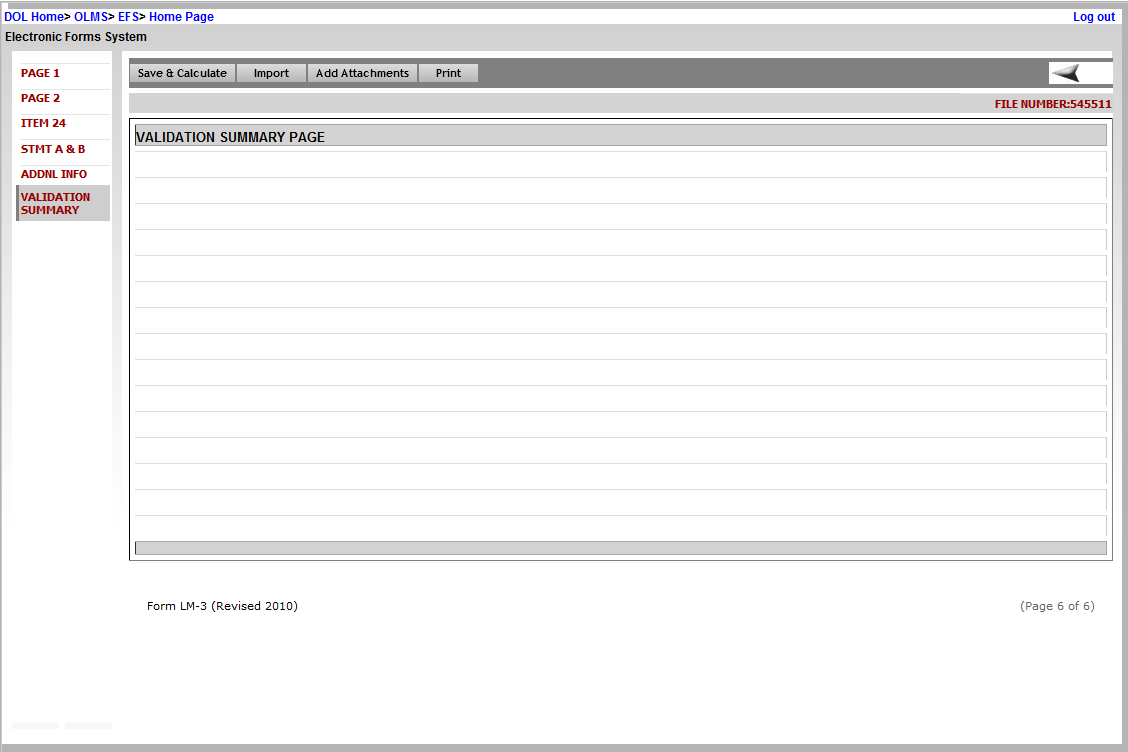 DOL Home> OLMS> EFS> Home Page Log out
Electronic Forms System
PAGE 1
PAGE 2
ITEM 24
STMT A & B
ADDNL INFO
VALIDATION
SUMMARY
Save & Calculate Import Add Attachments Print
FILE NUMBER:545511
VALIDATION SUMMARY PAGE
Form LM-3 (Revised 2010) (Page 6 of 6)